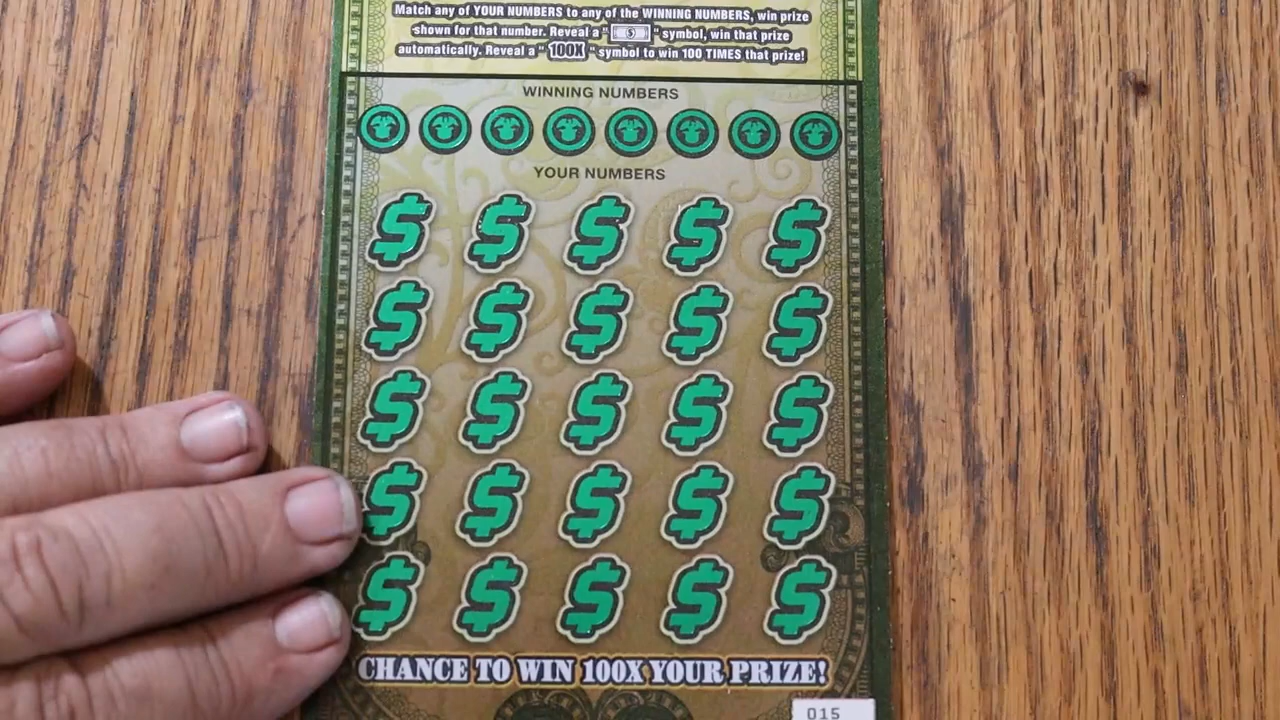 Match any of YOUR NUMBERS to any of the WINNING NUMBERS, win prize
shown for that number. Reveal a "$" symbol, win that prize
automatically. Reveal a "100X" symbol to win 100 TIMES that prize!
WINNING NUMBERS
YOUR NUMBERS
$ $ $ $ $
$ $ $ $ $
$ $ $ $ $
$ $ $ $ $
$ $ $ $ $
CHANCE TO WIN 100X YOUR PRIZE!
015